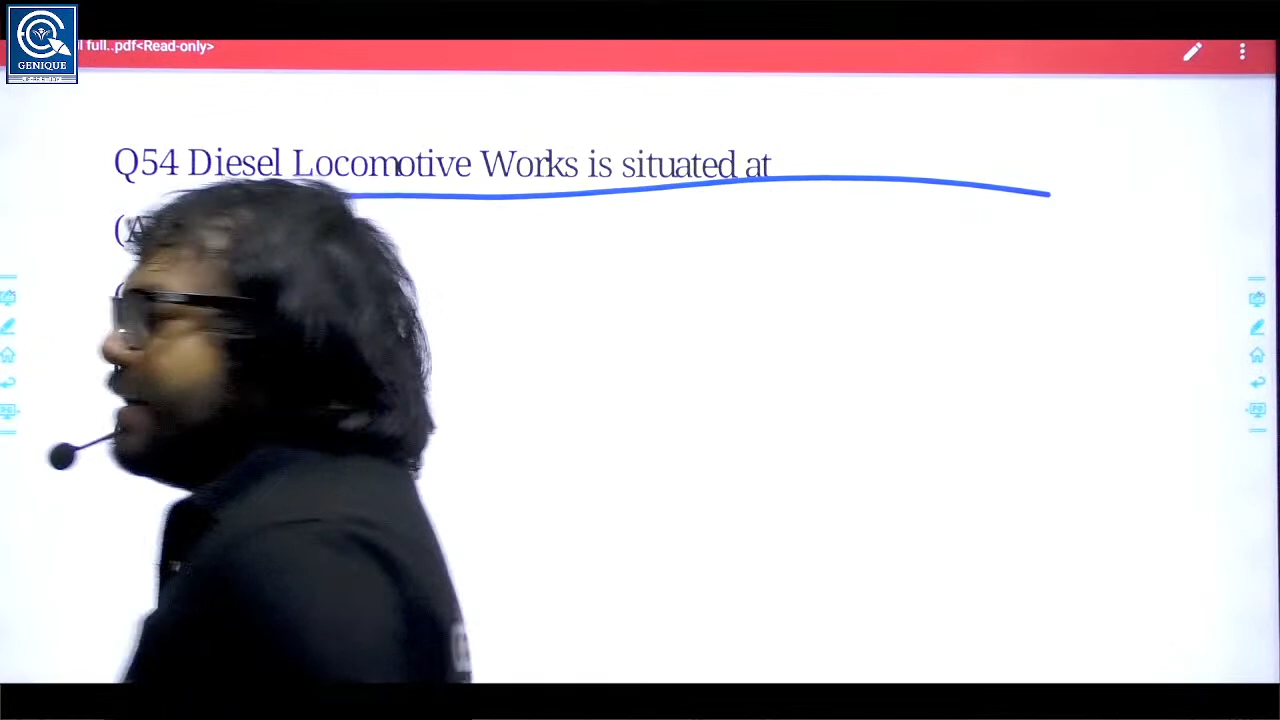 GENIQUE
full..pdf<Read-only>
Q54 Diesel Locomotive Works is situated at
(A